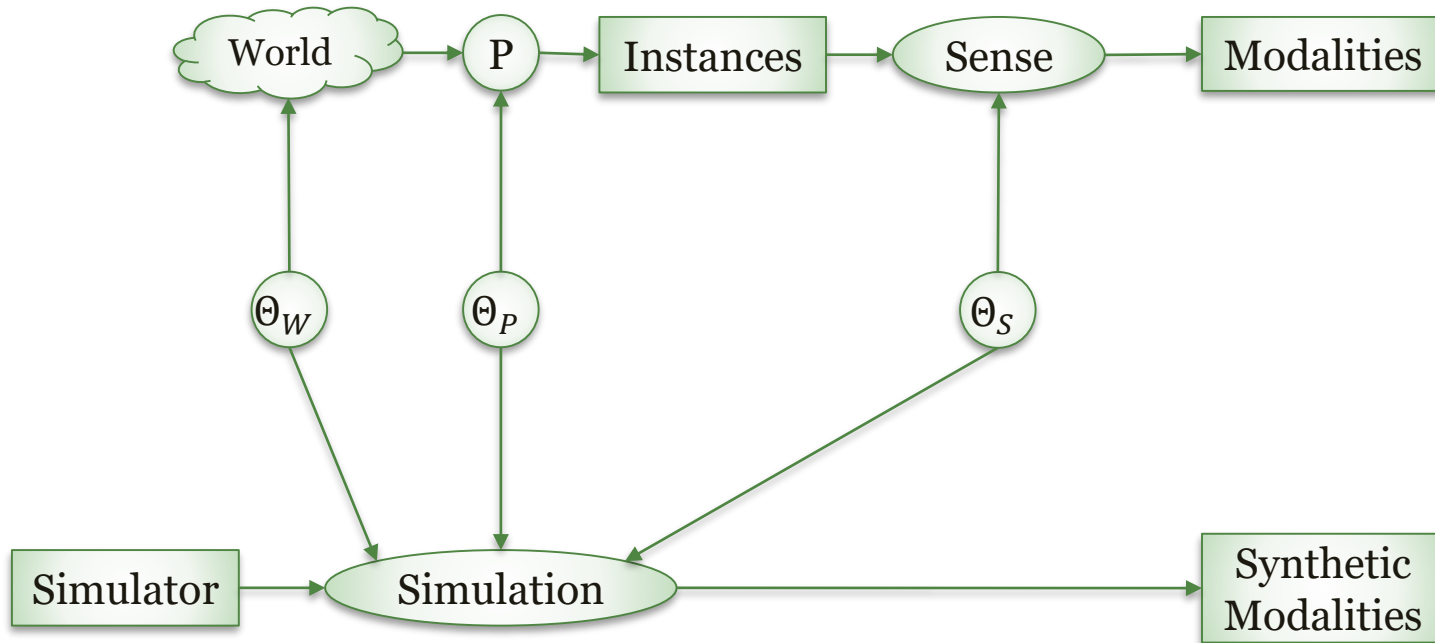 World
P
Instances
Sense
Modalities
Θ_W
Θ_P
Θ_S
Simulator
Simulation
Synthetic
Modalities